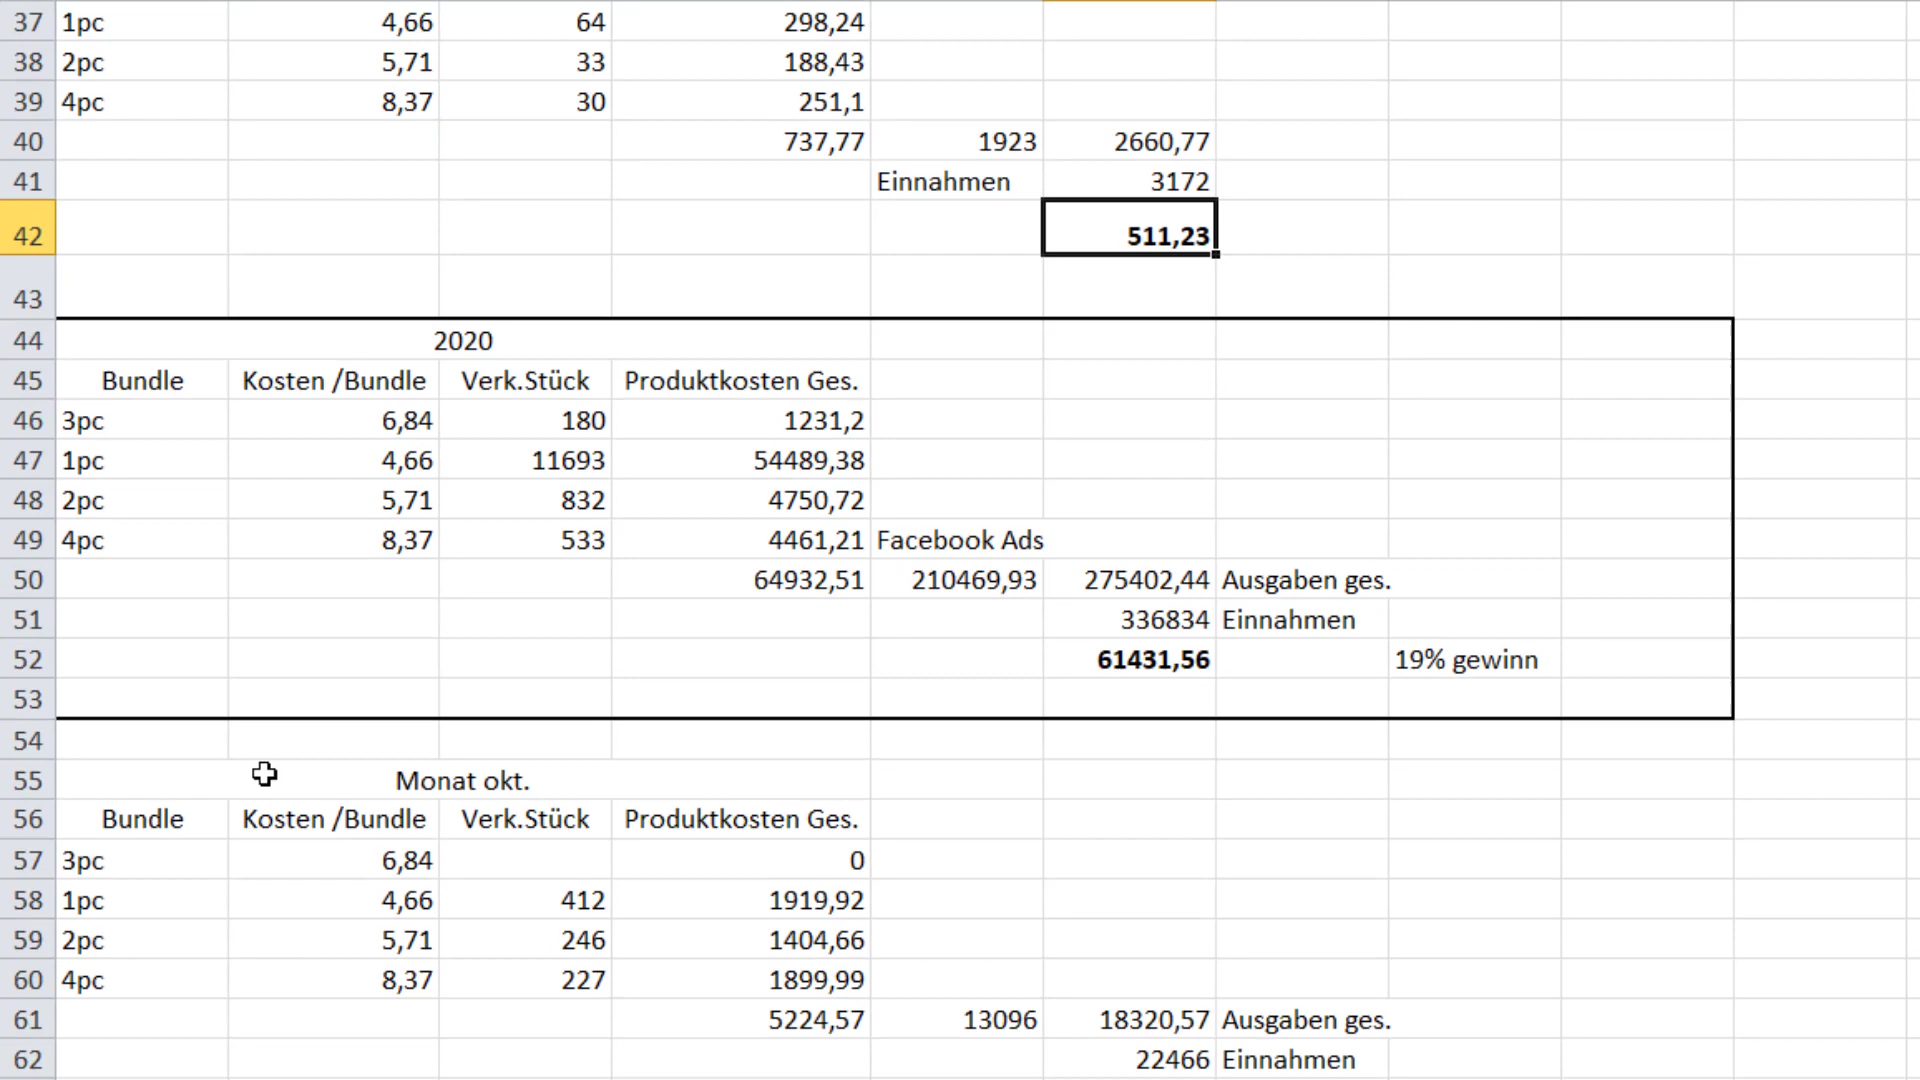 37 1pc 4,66 64 298,24
38 2pc 5,71 33 188,43
39 4pc 8,37 30 251,1
40 737,77 1923 2660,77
41 Einnahmen 3172
42 511,23
43
44 2020
45 Bundle Kosten /Bundle Verk.Stück Produktkosten Ges.
46 3pc 6,84 180 1231,2
47 1pc 4,66 11693 54489,38
48 2pc 5,71 832 4750,72
49 4pc 8,37 533 4461,21 Facebook Ads
50 64932,51 210469,93 275402,44 Ausgaben ges.
51 336834 Einnahmen
52 61431,56 19% gewinn
53
54
55 Monat okt.
56 Bundle Kosten /Bundle Verk.Stück Produktkosten Ges.
57 3pc 6,84 0
58 1pc 4,66 412 1919,92
59 2pc 5,71 246 1404,66
60 4pc 8,37 227 1899,99
61 5224,57 13096 18320,57 Ausgaben ges.
62 22466 Einnahmen